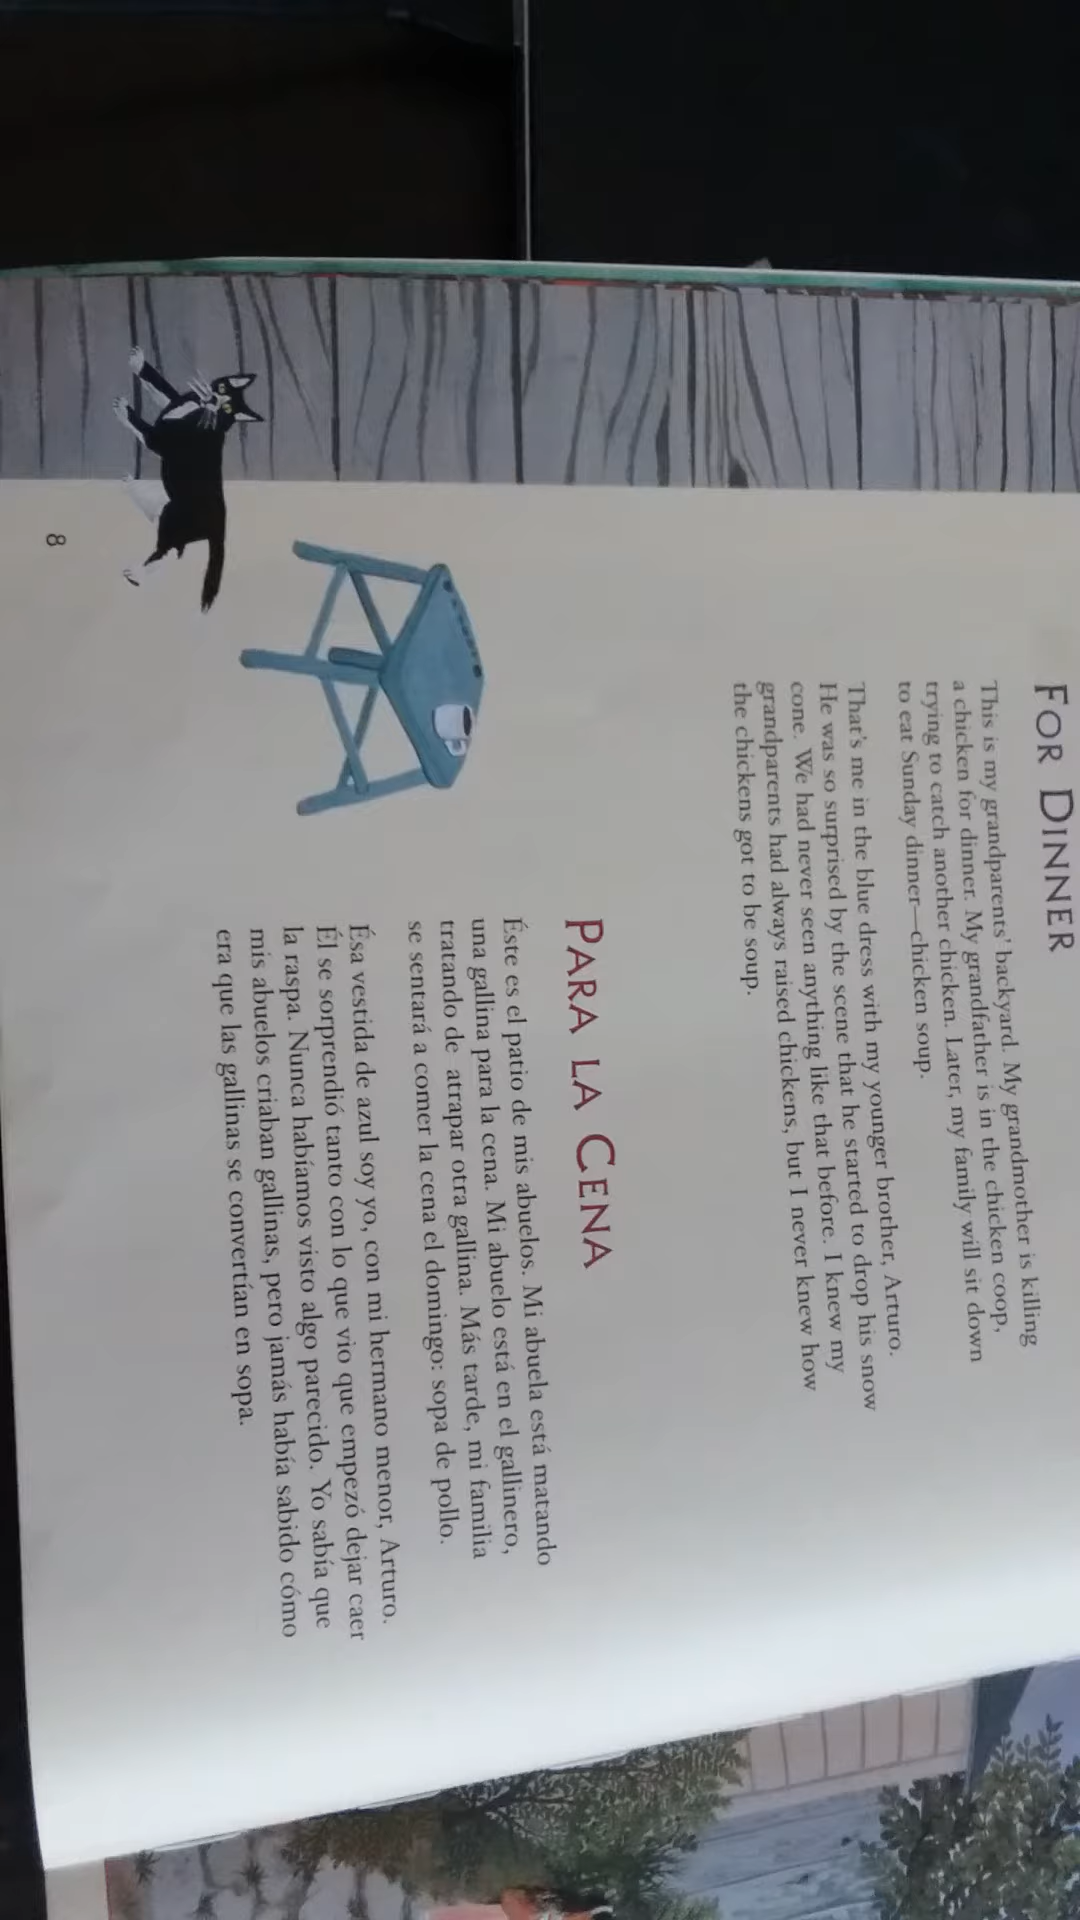 FOR DINNER
This is my grandparents' backyard. My grandmother is killing
a chicken for dinner. My grandfather is in the chicken coop,
trying to catch another chicken. Later, my family will sit down
to eat Sunday dinner—chicken soup.
That's me in the blue dress with my younger brother, Arturo.
He was so surprised by the scene that he started to drop his snow
cone. We had never seen anything like that before. I knew my
grandparents had always raised chickens, but I never knew how
the chickens got to be soup.
PARA LA CENA
Éste es el patio de mis abuelos. Mi abuela está matando
una gallina para la cena. Mi abuelo está en el gallinero,
tratando de atrapar otra gallina. Más tarde, mi familia
se sentará a comer la cena el domingo: sopa de pollo.
Ésa vestida de azul soy yo, con mi hermano menor, Arturo.
Él se sorprendió tanto con lo que vio que empezó dejar caer
la raspa. Nunca habíamos visto algo parecido. Yo sabía que
mis abuelos criaban gallinas, pero jamás había sabido cómo
era que las gallinas se convertían en sopa.
8